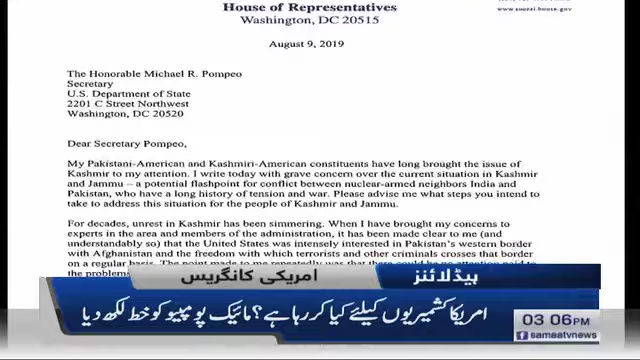 House of Representatives
Washington, DC 20515
www.suozzi.house.gov
August 9, 2019
The Honorable Michael R. Pompeo
Secretary
U.S. Department of State
2201 C Street Northwest
Washington, DC 20520
Dear Secretary Pompeo,
My Pakistani-American and Kashmiri-American constituents have long brought the issue of
Kashmir to my attention. I write today with grave concern over the current situation in Kashmir
and Jammu – a potential flashpoint for conflict between nuclear-armed neighbors India and
Pakistan, who have a long history of tension and war. Please advise me what steps you intend to
take to address this situation for the people of Kashmir and Jammu.
For decades, unrest in Kashmir has been simmering. When I have brought my concerns to
experts in the area and members of the administration, it has been made clear to me (and
understandably so) that the United States was intensely interested in Pakistan's western border
with Afghanistan and the freedom with which terrorists and other criminals crosses that border
on a regular basis. The point made to me repeatedly was that there could be no attention paid to
the problems
ہیڈلائنز
امریکی کانگریس
امریکا کشمیریوں کیلئے کیا کر رہا ہے؟ مائیک پومپیو کو خط لکھ دیا
03:06PM
samaatvnews